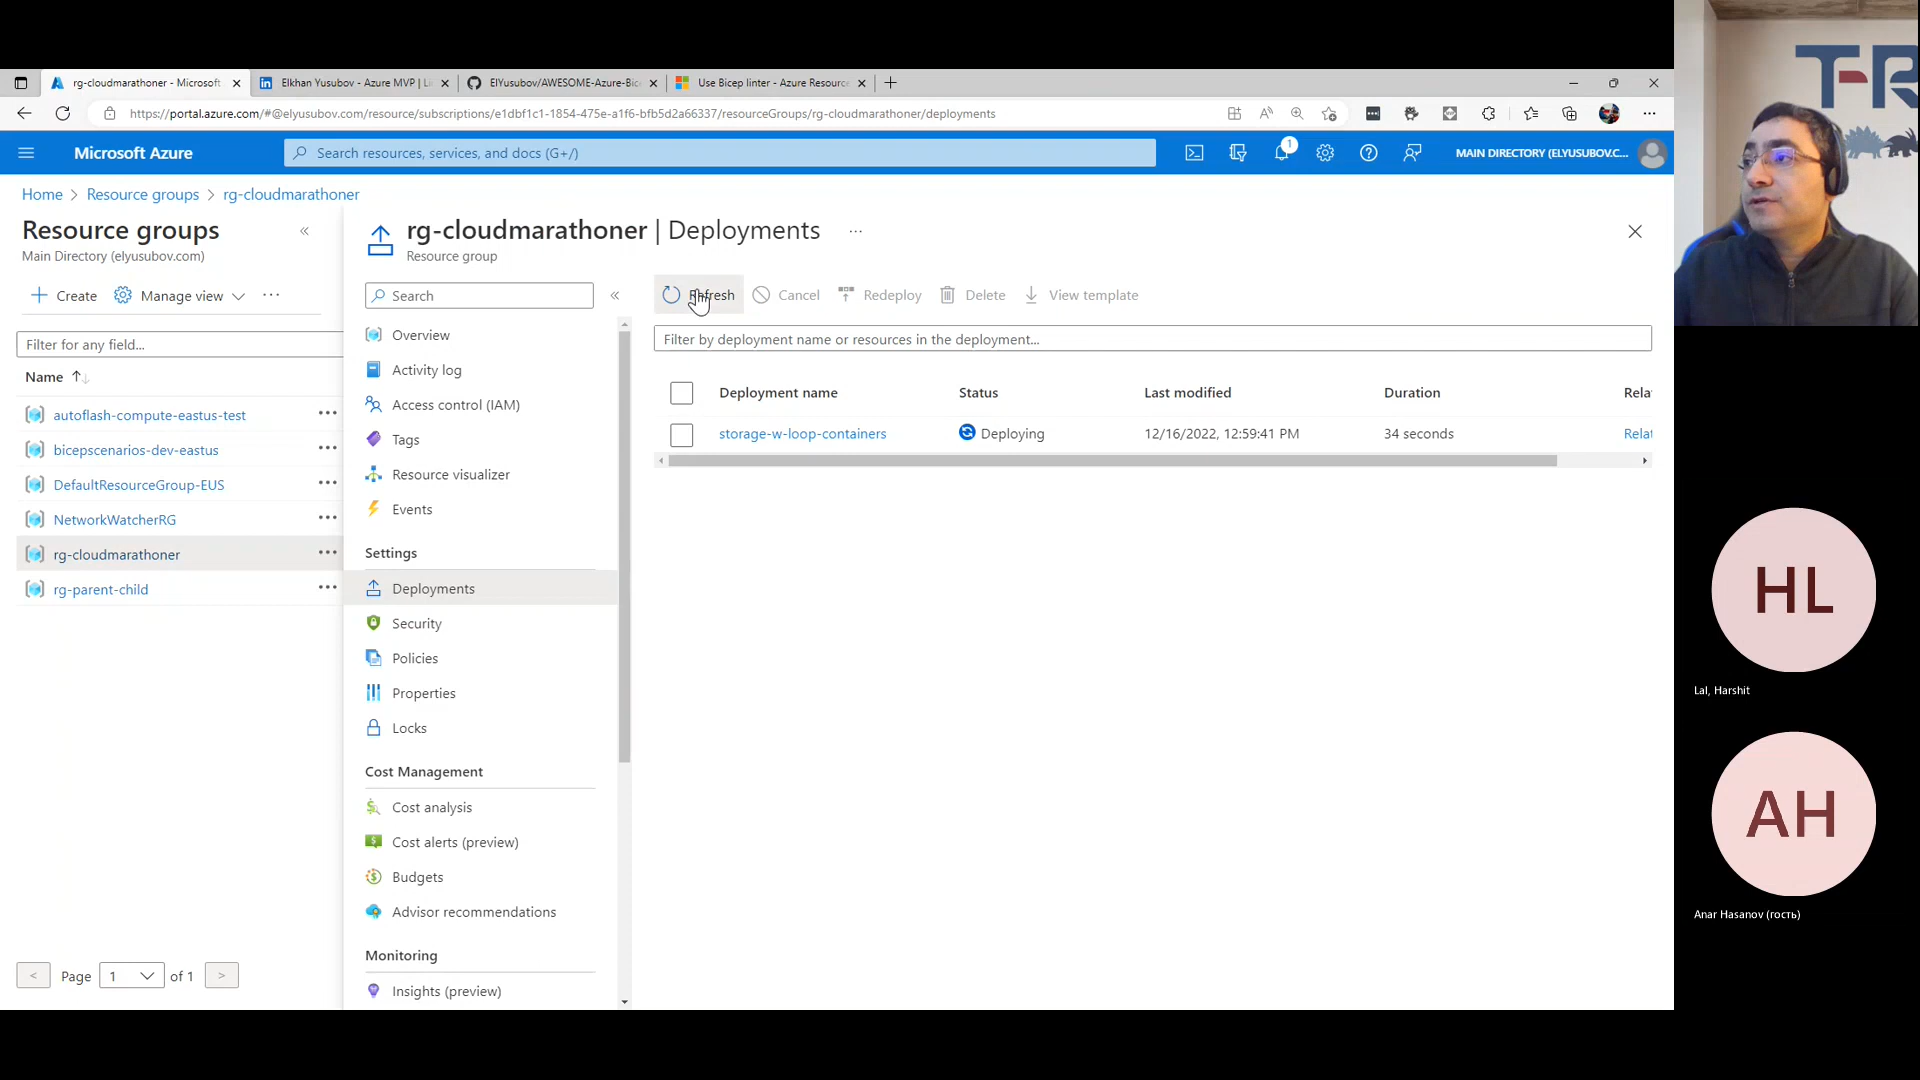 rg-cloudmarathoner - Microsoft
Elkhan Yusubov - Azure MVP | Li
ElYusubov/AWESOME-Azure-Bic
Use Bicep linter - Azure Resource
https://portal.azure.com/#@elyusubov.com/resource/subscriptions/e1dbf1c1-1854-475e-a1f6-bfb5d2a66337/resourceGroups/rg-cloudmarathoner/deployments
Microsoft Azure
Search resources, services, and docs (G+/)
1
MAIN DIRECTORY (ELYUSUBOV.C...
Home > Resource groups > rg-cloudmarathoner
Resource groups
Main Directory (elyusubov.com)
Create
Manage view
Filter for any field...
Name
autoflash-compute-eastus-test
bicepscenarios-dev-eastus
DefaultResourceGroup-EUS
NetworkWatcherRG
rg-cloudmarathoner
rg-parent-child
< Page 1 of 1 >
rg-cloudmarathoner | Deployments
Resource group
Search
Overview
Activity log
Access control (IAM)
Tags
Resource visualizer
Events
Settings
Deployments
Security
Policies
Properties
Locks
Cost Management
Cost analysis
Cost alerts (preview)
Budgets
Advisor recommendations
Monitoring
Insights (preview)
Refresh Cancel Redeploy Delete View template
Filter by deployment name or resources in the deployment...
Deployment name Status Last modified Duration Rela
storage-w-loop-containers Deploying 12/16/2022, 12:59:41 PM 34 seconds Relat
T-R
HL
Lal, Harshit
AH
Anar Hasanov (гость)